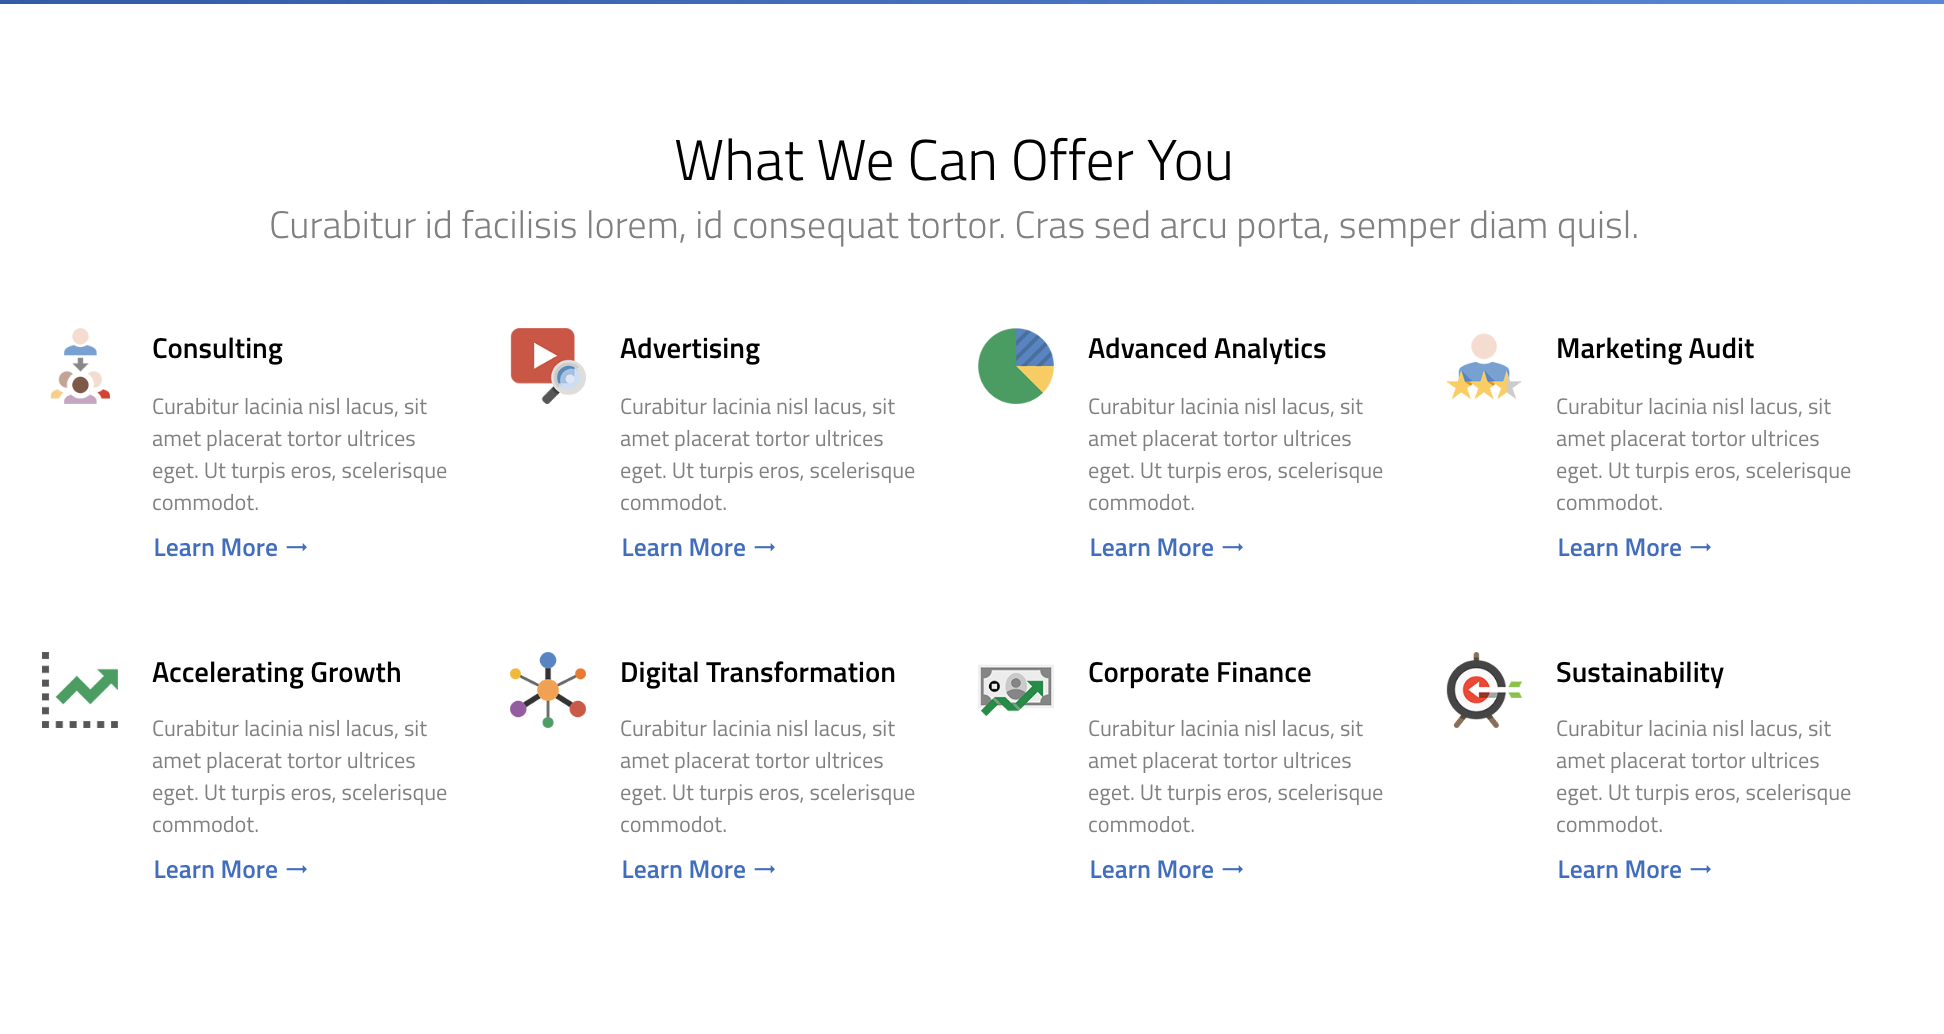 What We Can Offer You
Curabitur id facilisis lorem, id consequat tortor. Cras sed arcu porta, semper diam quisl.
Consulting
Curabitur lacinia nisl lacus, sit
amet placerat tortor ultrices
eget. Ut turpis eros, scelerisque
commodot.
Learn More →
Advertising
Curabitur lacinia nisl lacus, sit
amet placerat tortor ultrices
eget. Ut turpis eros, scelerisque
commodot.
Learn More →
Advanced Analytics
Curabitur lacinia nisl lacus, sit
amet placerat tortor ultrices
eget. Ut turpis eros, scelerisque
commodot.
Learn More →
Marketing Audit
Curabitur lacinia nisl lacus, sit
amet placerat tortor ultrices
eget. Ut turpis eros, scelerisque
commodot.
Learn More →
Accelerating Growth
Curabitur lacinia nisl lacus, sit
amet placerat tortor ultrices
eget. Ut turpis eros, scelerisque
commodot.
Learn More →
Digital Transformation
Curabitur lacinia nisl lacus, sit
amet placerat tortor ultrices
eget. Ut turpis eros, scelerisque
commodot.
Learn More →
Corporate Finance
Curabitur lacinia nisl lacus, sit
amet placerat tortor ultrices
eget. Ut turpis eros, scelerisque
commodot.
Learn More →
Sustainability
Curabitur lacinia nisl lacus, sit
amet placerat tortor ultrices
eget. Ut turpis eros, scelerisque
commodot.
Learn More →